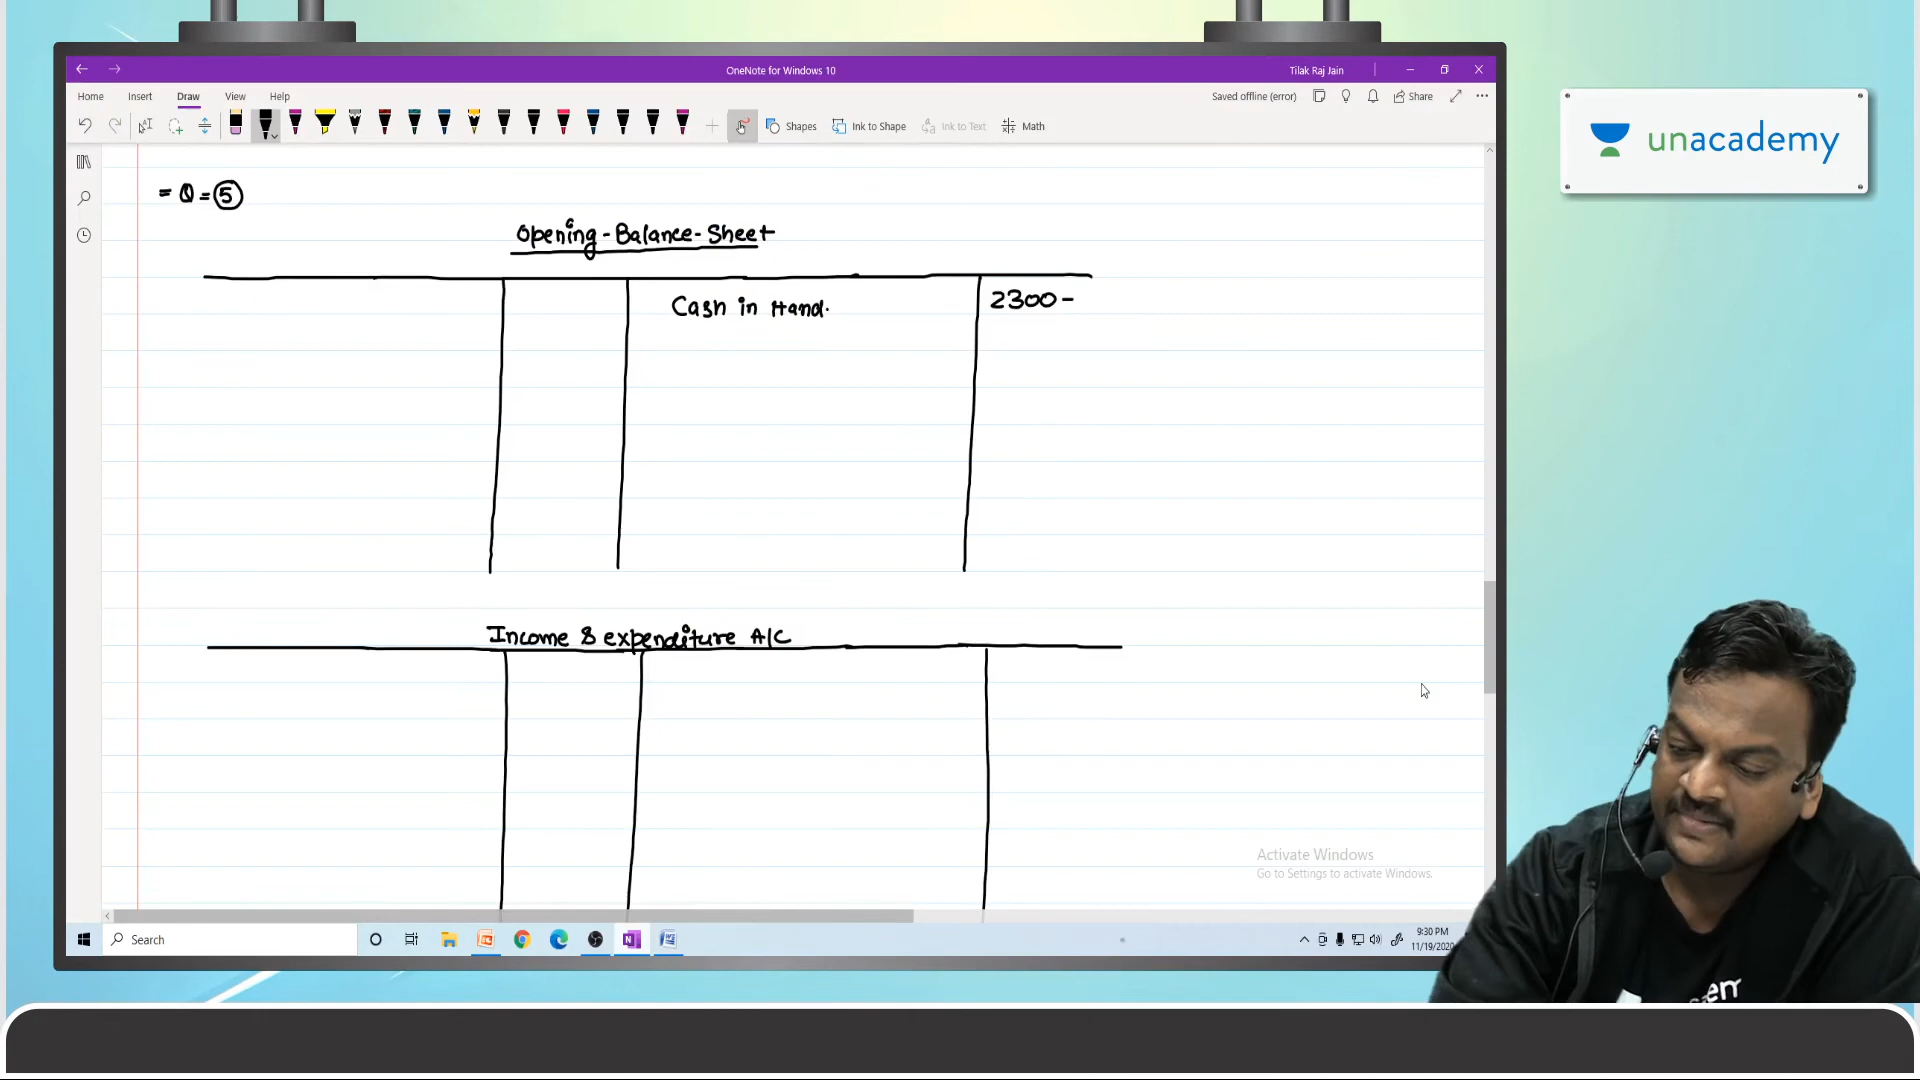 OneNote for Windows 10
Tilak Raj Jain
Home Insert Draw View Help
Saved offline (error) Share
Shapes Ink to Shape Ink to Text Math
unacademy
= Q = 5
Opening - Balance - Sheet
Cash in Hand. 2300 -
Income & expenditure A/C
Activate Windows
Go to Settings to activate Windows.
Search
9:30 PM
11/19/2020